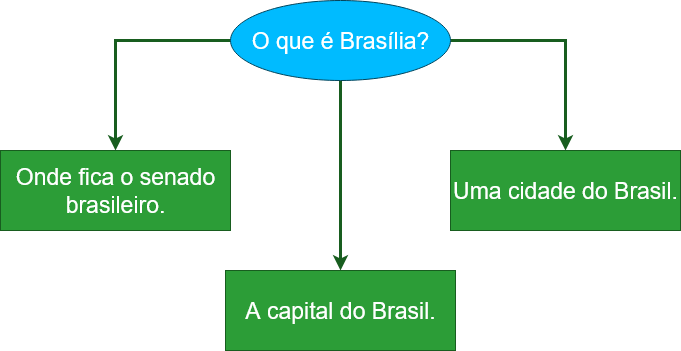 O que é Brasília?
Onde fica o senado
brasileiro.
Uma cidade do Brasil.
A capital do Brasil.